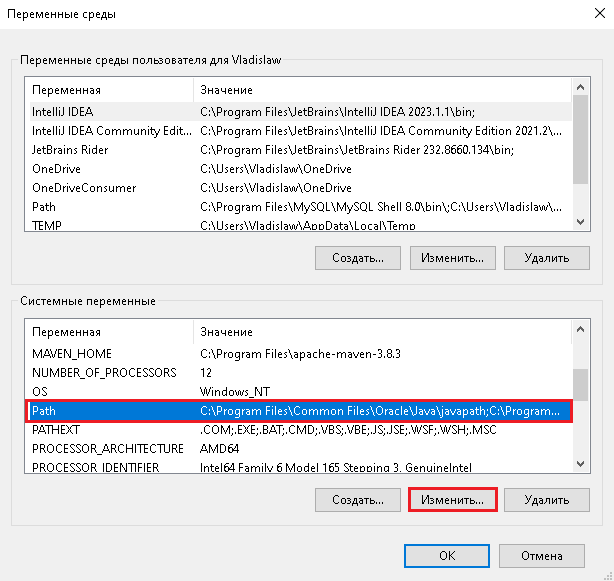 Переменные среды
Переменные среды пользователя для Vladislaw
Переменная Значение
IntelliJ IDEA C:\Program Files\JetBrains\IntelliJ IDEA 2023.1.1\bin;
IntelliJ IDEA Community Edit... C:\Program Files\JetBrains\IntelliJ IDEA Community Edition 2021.2\...
JetBrains Rider C:\Program Files\JetBrains\JetBrains Rider 232.8660.134\bin;
OneDrive C:\Users\Vladislaw\OneDrive
OneDriveConsumer C:\Users\Vladislaw\OneDrive
Path C:\Program Files\MySQL\MySQL Shell 8.0\bin\;C:\Users\Vladislaw\...
TEMP C:\Users\Vladislaw\AppData\Local\Temp
Создать... Изменить... Удалить
Системные переменные
Переменная Значение
MAVEN_HOME C:\Program Files\apache-maven-3.8.3
NUMBER_OF_PROCESSORS 12
OS Windows_NT
Path C:\Program Files\Common Files\Oracle\Java\javapath;C:\Program...
PATHEXT .COM;.EXE;.BAT;.CMD;.VBS;.VBE;.JS;.JSE;.WSF;.WSH;.MSC
PROCESSOR_ARCHITECTURE AMD64
PROCESSOR_IDENTIFIER Intel64 Family 6 Model 165 Stepping 3, GenuineIntel
Создать... Изменить... Удалить
OK Отмена